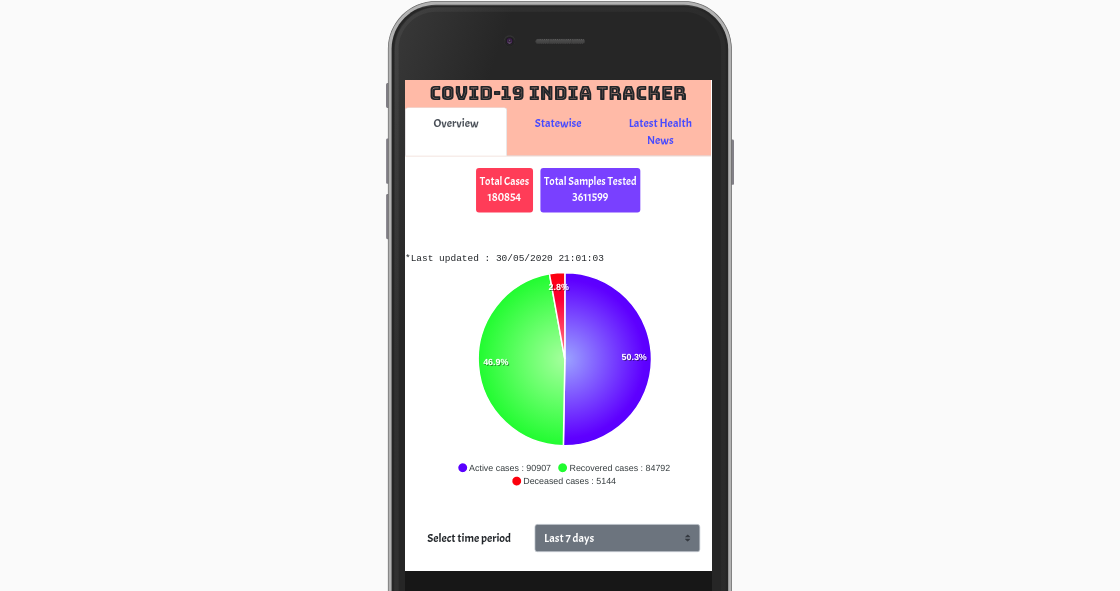 COVID-19 INDIA TRACKER
Overview
Statewise
Latest Health
News
Total Cases
180854
Total Samples Tested
3611599
*Last updated : 30/05/2020 21:01:03
2.8%
46.9%
50.3%
Active cases : 90907
Recovered cases : 84792
Deceased cases : 5144
Select time period
Last 7 days